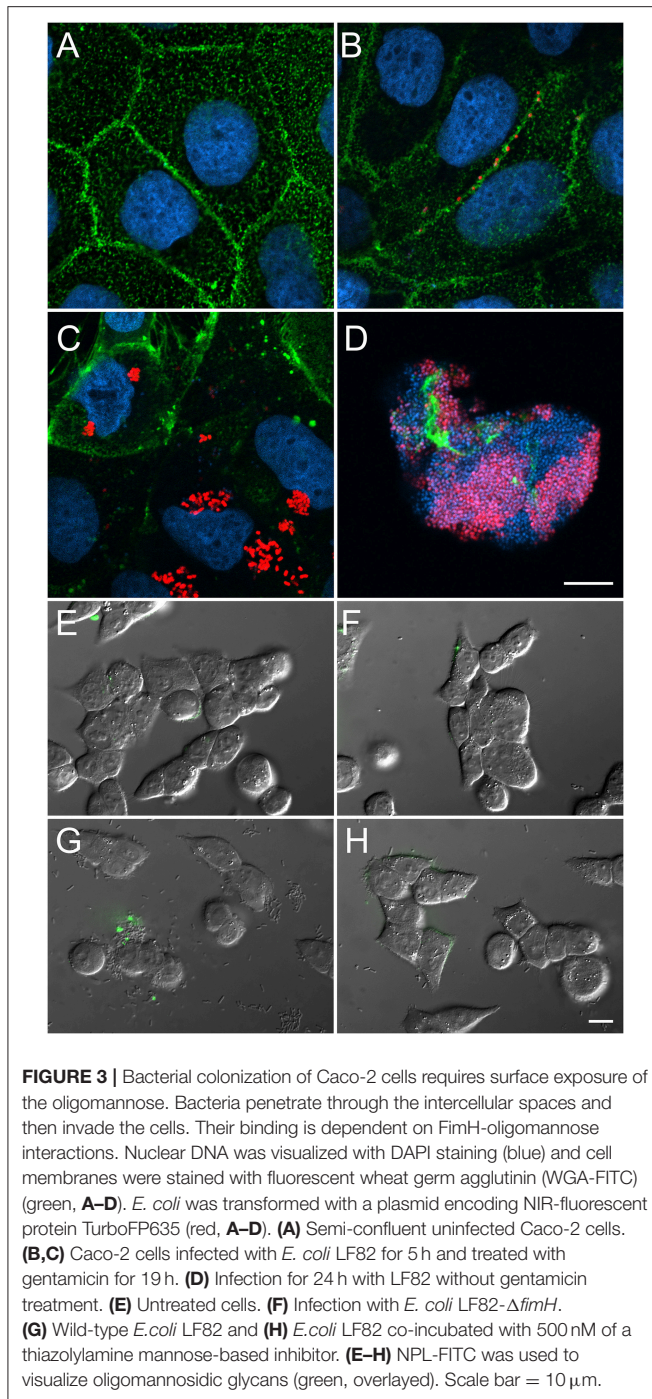 A
B
C
D
E
F
G
H
FIGURE 3 | Bacterial colonization of Caco-2 cells requires surface exposure of
the oligomannose. Bacteria penetrate through the intercellular spaces and
then invade the cells. Their binding is dependent on FimH-oligomannose
interactions. Nuclear DNA was visualized with DAPI staining (blue) and cell
membranes were stained with fluorescent wheat germ agglutinin (WGA-FITC)
(green, A–D). E. coli was transformed with a plasmid encoding NIR-fluorescent
protein TurboFP635 (red, A–D). (A) Semi-confluent uninfected Caco-2 cells.
(B,C) Caco-2 cells infected with E. coli LF82 for 5 h and treated with
gentamicin for 19 h. (D) Infection for 24 h with LF82 without gentamicin
treatment. (E) Untreated cells. (F) Infection with E. coli LF82-ΔfimH.
(G) Wild-type E.coli LF82 and (H) E.coli LF82 co-incubated with 500 nM of a
thiazolylamine mannose-based inhibitor. (E–H) NPL-FITC was used to
visualize oligomannosidic glycans (green, overlayed). Scale bar = 10 μm.